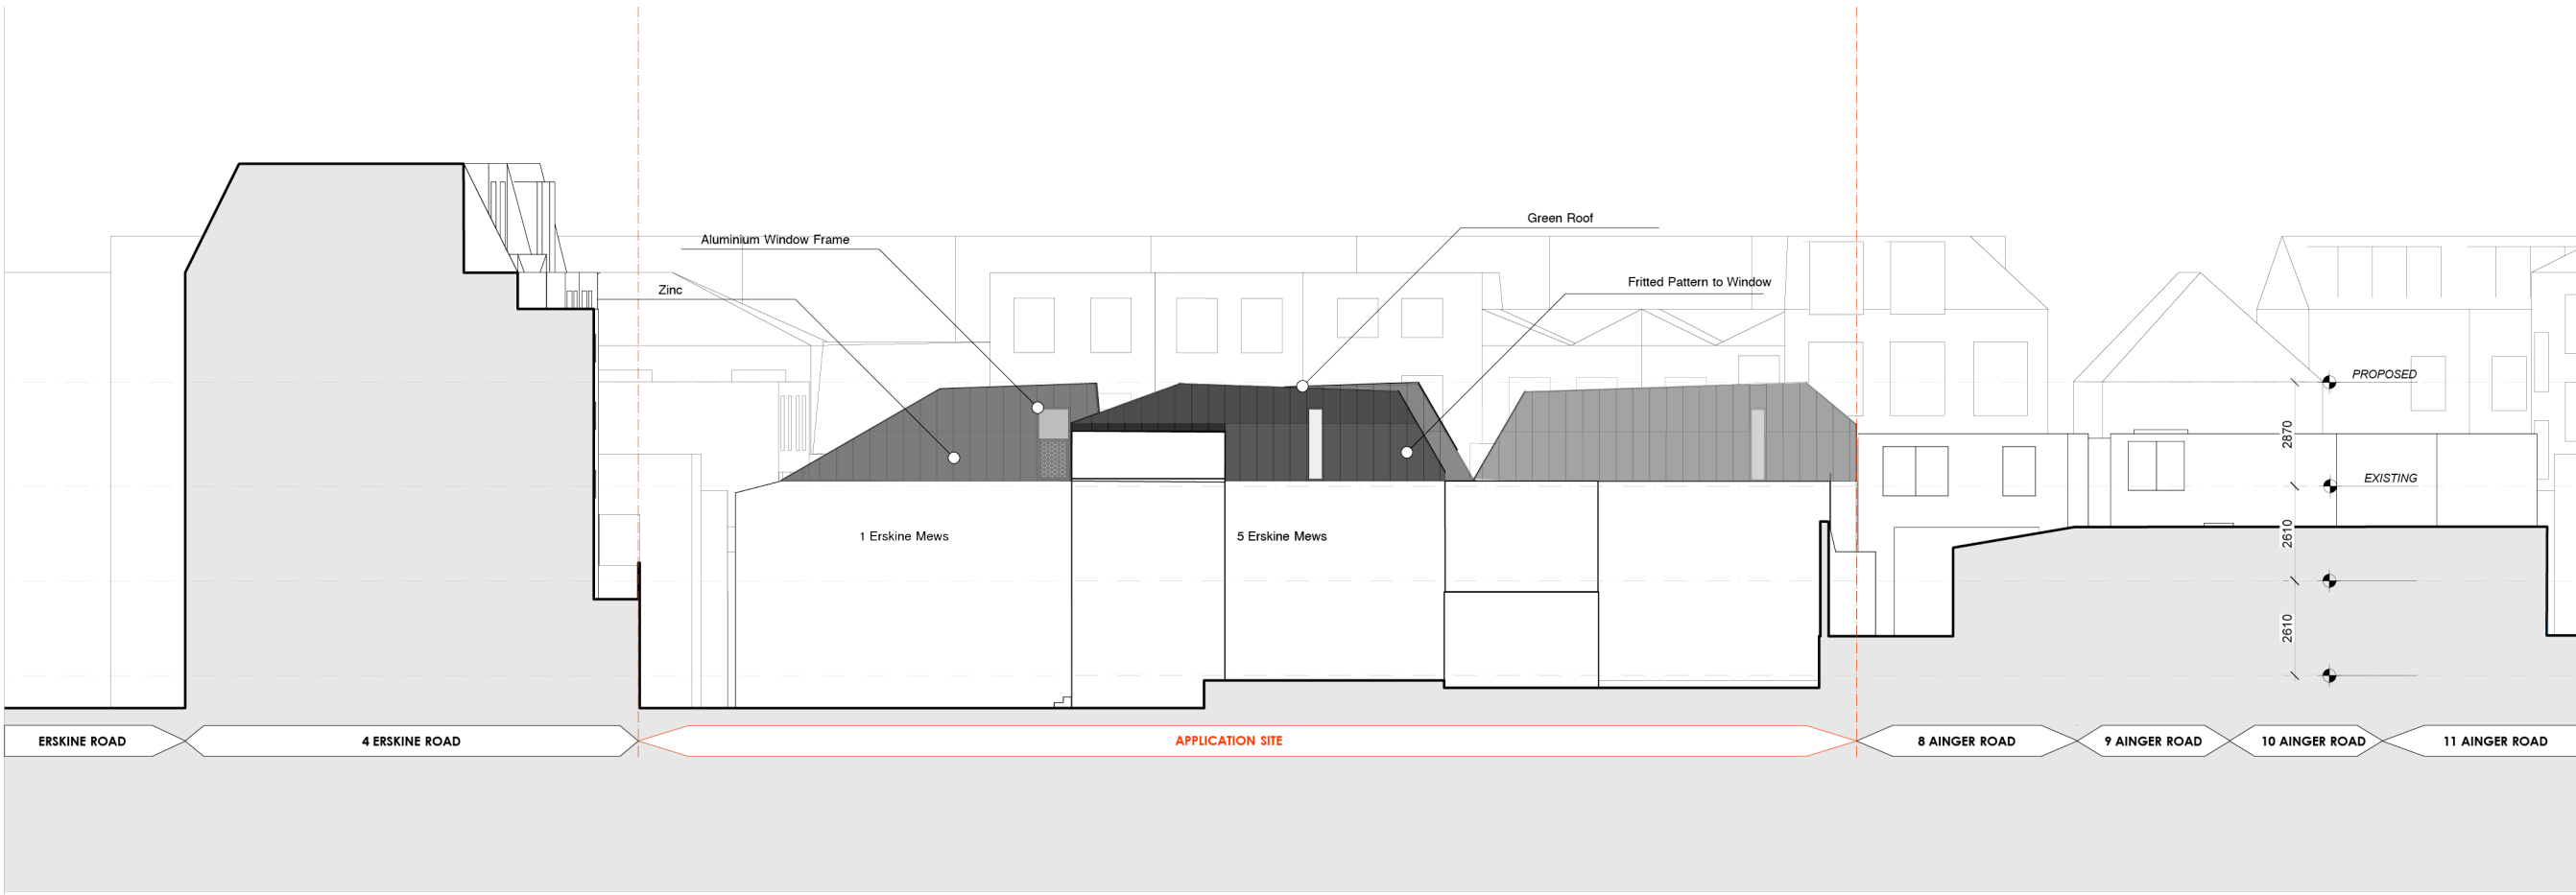 Green Roof
Aluminium Window Frame
Fritted Pattern to Window
Zinc
PROPOSED
2870
EXISTING
1 Erskine Mews
5 Erskine Mews
2610
2610
ERSKINE ROAD
4 ERSKINE ROAD
APPLICATION SITE
8 AINGER ROAD
9 AINGER ROAD
10 AINGER ROAD
11 AINGER ROAD